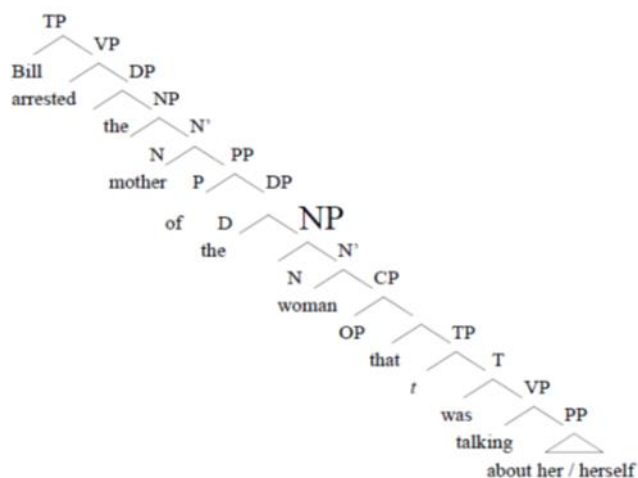 TP
Bill VP
arrested DP
the NP
N N'
mother P PP
of D DP
the NP
N N'
woman CP
OP
that TP
t T
was VP
talking PP
about her / herself